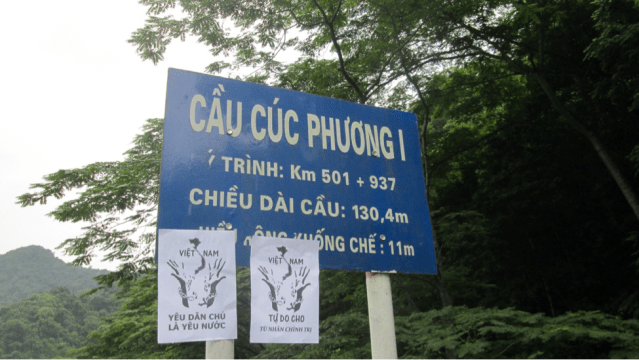 CẦU CÚC PHƯƠNG I
TRÌNH: Km 501 + 937
CHIỀU DÀI CẦU: 130,4m
KHỐNG CHẾ : 11m
VIỆT NAM
YÊU DÂN CHỦ
LÀ YÊU NƯỚC
VIỆT NAM
TỰ DO CHO
TÙ NHÂN CHÍNH TRỊ